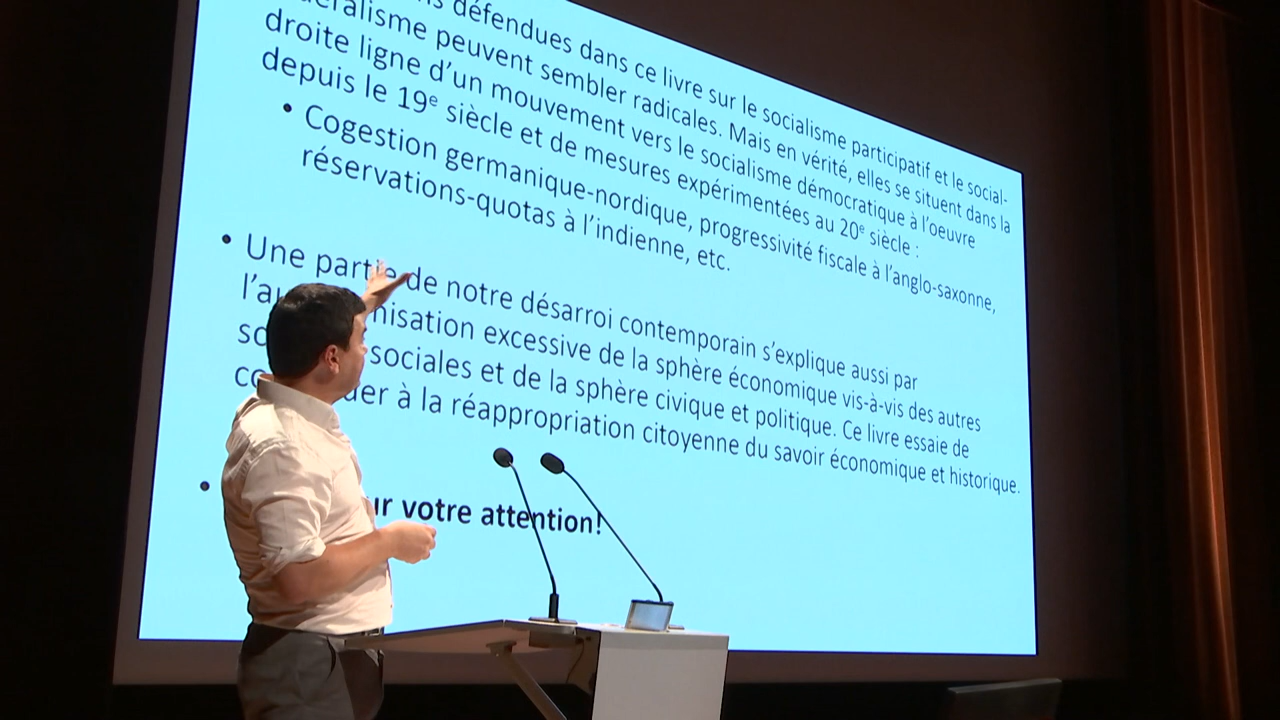 défendues dans ce livre sur le socialisme participatif et le social-
peuvent sembler radicales. Mais en vérité, elles se situent dans la
droite ligne d'un mouvement vers le socialisme démocratique à l'oeuvre
depuis le 19e siècle et de mesures expérimentées au 20e siècle :
• Cogestion germanique-nordique, progressivité fiscale à l'anglo-saxonne,
réservations-quotas à l'indienne, etc.
• Une partie de notre désarroi contemporain s'explique aussi par
excessive de la sphère économique vis-à-vis des autres
sociales et de la sphère civique et politique. Ce livre essaie de
à la réappropriation citoyenne du savoir économique et historique.
• votre attention!